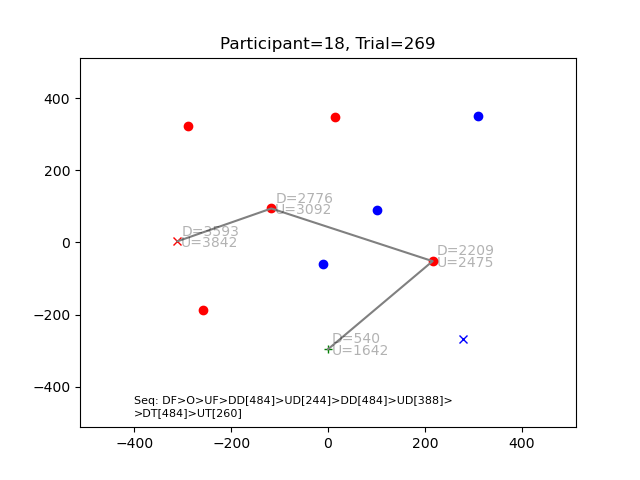 Participant=18, Trial=269
400
200
0
−200
−400
D=2776
U=3092
D=3593
U=3842
D=2209
U=2475
D=540
U=1642
Seq: DF>O>UF>DD[484]>UD[244]>DD[484]>UD[388]>
>DT[484]>UT[260]
−400
−200
0
200
400